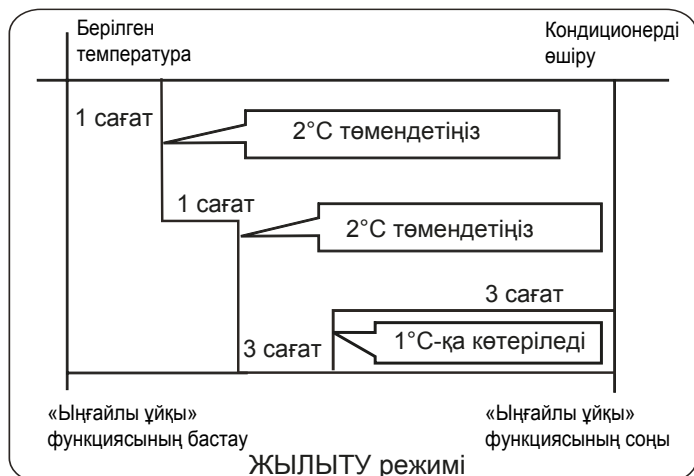 Берілген
температура
Кондиционерді
өшіру
1 сағат
2°C төмендетіңіз
1 сағат
2°C төмендетіңіз
3 сағат
3 сағат
1°C-қа көтеріледі
«Ыңғайлы ұйқы»
функциясының бастау
«Ыңғайлы ұйқы»
функциясының соңы
ЖЫЛЫТУ режимі